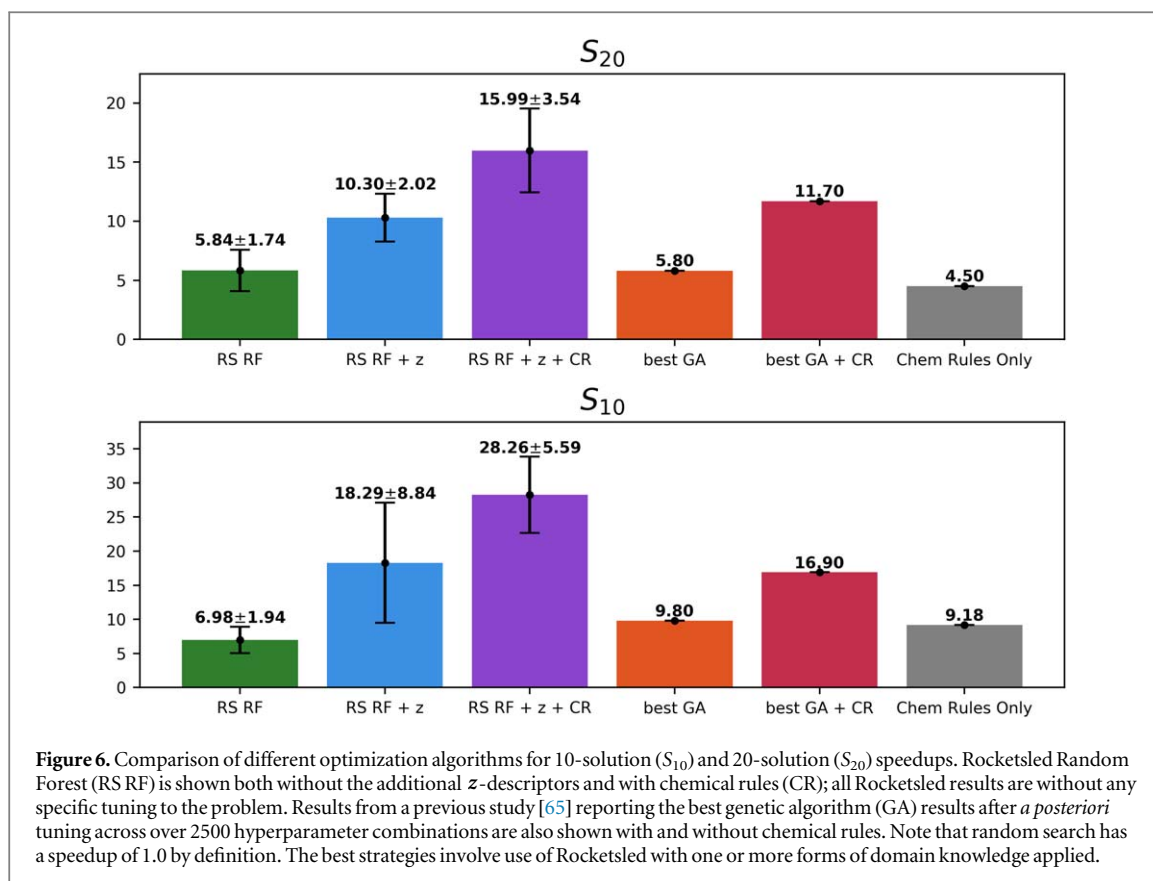 S20
20
15
10
5
0
5.84±1.74
10.30±2.02
15.99±3.54
5.80
11.70
4.50
RS RF
RS RF + z
RS RF + z + CR
best GA
best GA + CR
Chem Rules Only
S10
35
30
25
20
15
10
5
0
6.98±1.94
18.29±8.84
28.26±5.59
9.80
16.90
9.18
RS RF
RS RF + z
RS RF + z + CR
best GA
best GA + CR
Chem Rules Only
Figure 6. Comparison of different optimization algorithms for 10-solution (S10) and 20-solution (S20) speedups. Rocketsled Random
Forest (RS RF) is shown both without the additional z-descriptors and with chemical rules (CR); all Rocketsled results are without any
specific tuning to the problem. Results from a previous study [65] reporting the best genetic algorithm (GA) results after a posteriori
tuning across over 2500 hyperparameter combinations are also shown with and without chemical rules. Note that random search has
a speedup of 1.0 by definition. The best strategies involve use of Rocketsled with one or more forms of domain knowledge applied.